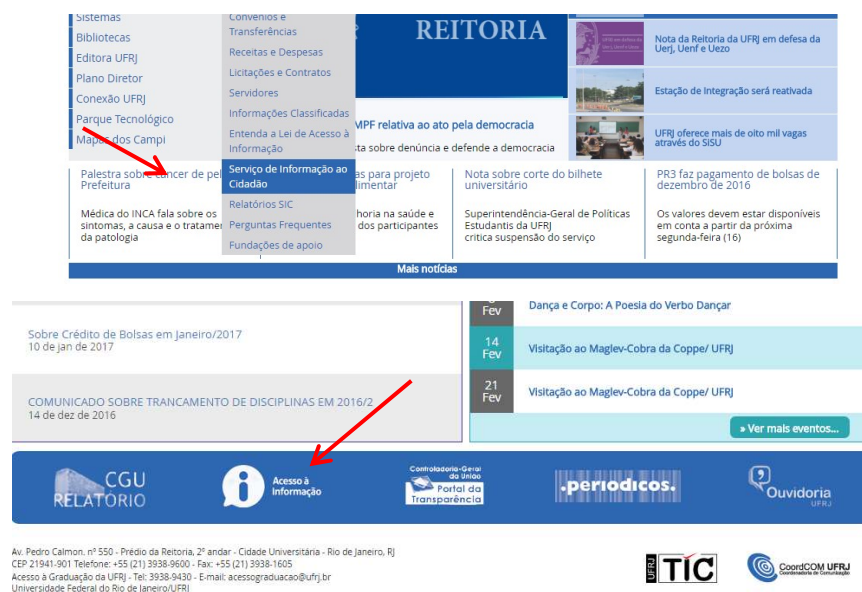 Sistemas
Bibliotecas
Editora UFRJ
Plano Diretor
Conexão UFRJ
Parque Tecnológico
Mapas dos Campi
Convênios e
Transferências
Receitas e Despesas
Licitações e Contratos
Servidores
Informações Classificadas
Entenda a Lei de Acesso à
Informação
Serviço de Informação ao
Cidadão
Relatórios SIC
Perguntas Frequentes
Fundações de apoio
REITORIA
MPF relativa ao ato pela democracia
sobre denúncia e defende a democracia
Nota da Reitoria da UFRJ em defesa da
Uerj, Uenf e Uezo
Estação de Integração será reativada
UFRJ oferece mais de oito mil vagas
através do SISU
Palestra sobre câncer de pel
Prefeitura
Médica do INCA fala sobre os
sintomas, a causa e o tratamen
da patologia
as para projeto
limentar
horia na saúde e
dos participantes
Nota sobre corte do bilhete
universitário
Superintendência-Geral de Políticas
Estudantis da UFRJ
critica suspensão do serviço
PR3 faz pagamento de bolsas de
dezembro de 2016
Os valores devem estar disponíveis
em conta a partir da próxima
segunda-feira (16)
Mais notícias
Sobre Crédito de Bolsas em Janeiro/2017
10 de jan de 2017
COMUNICADO SOBRE TRANCAMENTO DE DISCIPLINAS EM 2016/2
14 de dez de 2016
Fev
Dança e Corpo: A Poesia do Verbo Dançar
14
Fev
Visitação ao Maglev-Cobra da Coppe/ UFRJ
21
Fev
Visitação ao Maglev-Cobra da Coppe/ UFRJ
» Ver mais eventos...
CGU
RELATÓRIO
Acesso à
Informação
Controladoria-Geral
da União
Portal da
Transparência
.periodicos.
Ouvidoria
UFRJ
Av. Pedro Calmon. nº 550 - Prédio da Reitoria, 2º andar - Cidade Universitária - Rio de Janeiro, RJ
CEP 21941-901 Telefone: +55 (21) 3938-9600 - Fax: +55 (21) 3938-1605
Acesso à Graduação da UFRJ - Tel: 3938-9430 - E-mail: acessograduacao@ufrj.br
Universidade Federal do Rio de Janeiro/UFRJ
UFRJ TIC
CoordCOM UFRJ
Coordenadoria de Comunicação